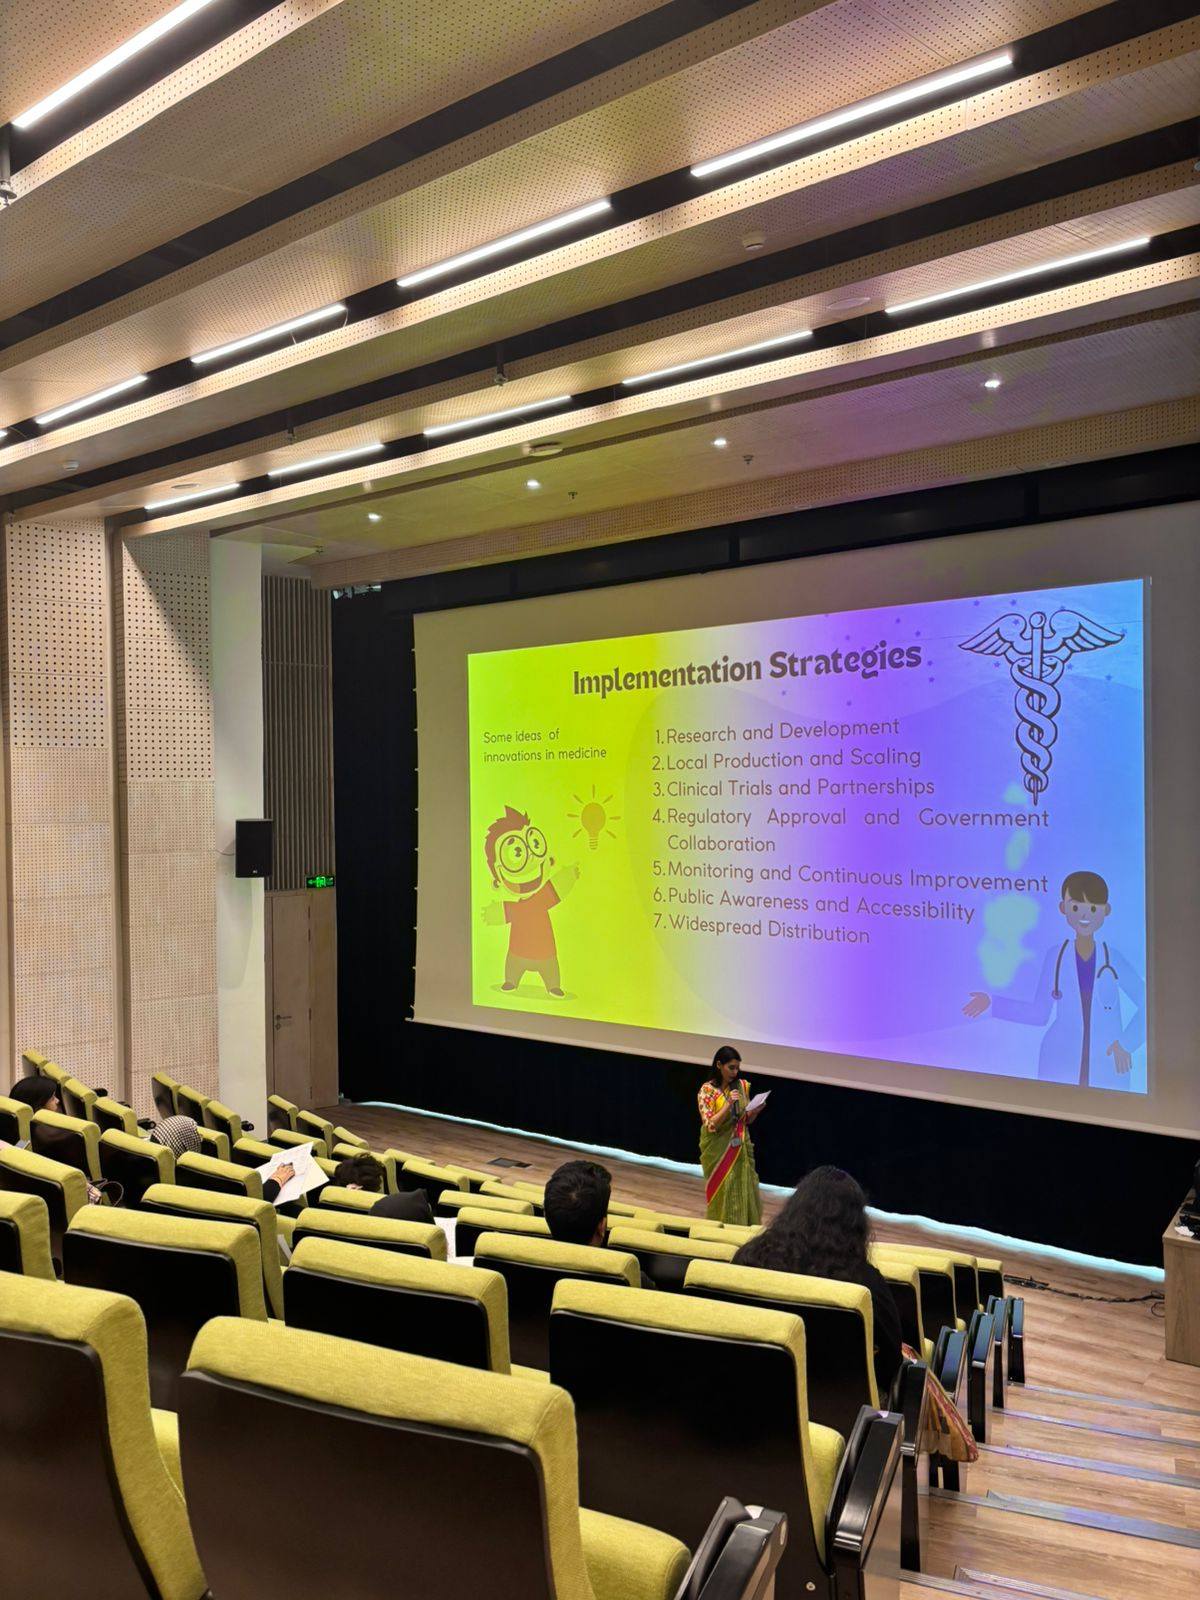 Implementation Strategies
Some ideas of
innovations in medicine
1. Research and Development
2. Local Production and Scaling
3. Clinical Trials and Partnerships
4. Regulatory Approval and Government
Collaboration
5. Monitoring and Continuous Improvement
6. Public Awareness and Accessibility
7. Widespread Distribution